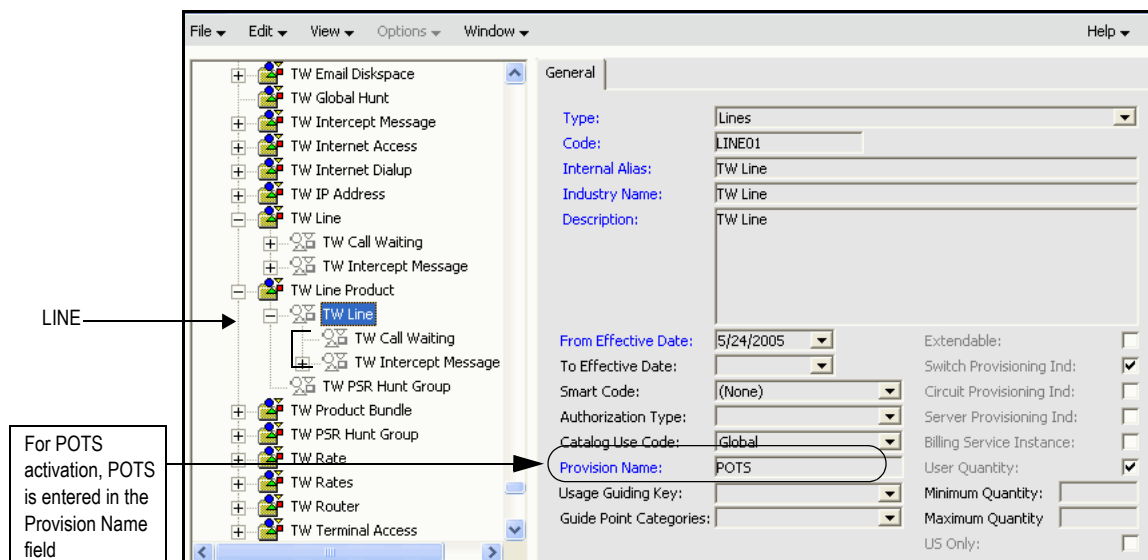 File Edit View Options Window Help
TW Email Diskspace
TW Global Hunt
TW Intercept Message
TW Internet Access
TW Internet Dialup
TW IP Address
TW Line
TW Call Waiting
TW Intercept Message
TW Line Product
TW Line
TW Call Waiting
TW Intercept Message
TW PSR Hunt Group
TW Product Bundle
TW PSR Hunt Group
TW Rate
TW Rates
TW Router
TW Terminal Access
LINE
For POTS
activation, POTS
is entered in the
Provision Name
field
General
Type: Lines
Code: LINE01
Internal Alias: TW Line
Industry Name: TW Line
Description: TW Line
From Effective Date: 5/24/2005
To Effective Date:
Smart Code: (None)
Authorization Type:
Catalog Use Code: Global
Provision Name: POTS
Usage Guiding Key:
Guide Point Categories:
Extendable:
Switch Provisioning Ind:
Circuit Provisioning Ind:
Server Provisioning Ind:
Billing Service Instance:
User Quantity:
Minimum Quantity:
Maximum Quantity
US Only: